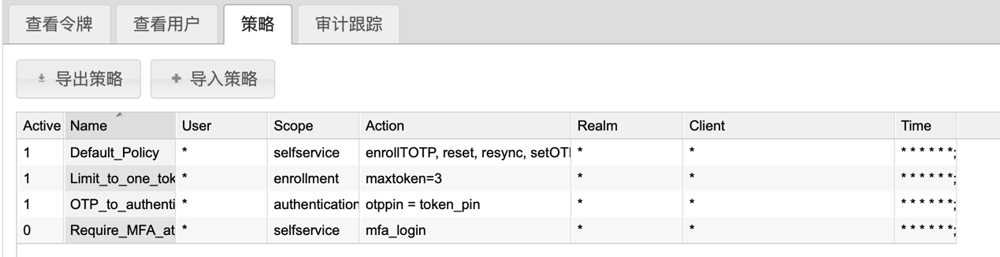 查看令牌 查看用户 策略 审计跟踪
导出策略 导入策略
Active Name User Scope Action Realm Client Time
1 Default_Policy * selfservice enrollTOTP, reset, resync, setOT * * * * * * * *;
1 Limit_to_one_tok * enrollment maxtoken=3 * * * * * * * *;
1 OTP_to_authenti * authentication otppin = token_pin * * * * * * * *;
0 Require_MFA_at * selfservice mfa_login * * * * * * * *;